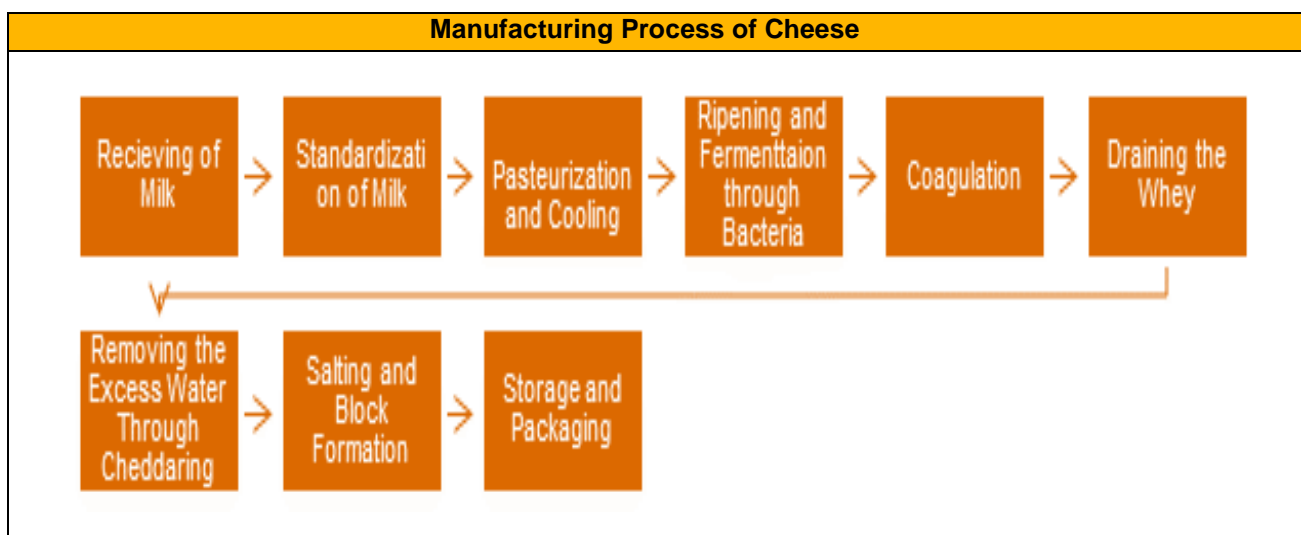 Manufacturing Process of Cheese
Recieving of
Milk
Standardizati
on of Milk
Pasteurization
and Cooling
Ripening and
Fermenttaion
through
Bacteria
Coagulation
Draining the
Whey
Removing the
Excess Water
Through
Cheddaring
Salting and
Block
Formation
Storage and
Packaging